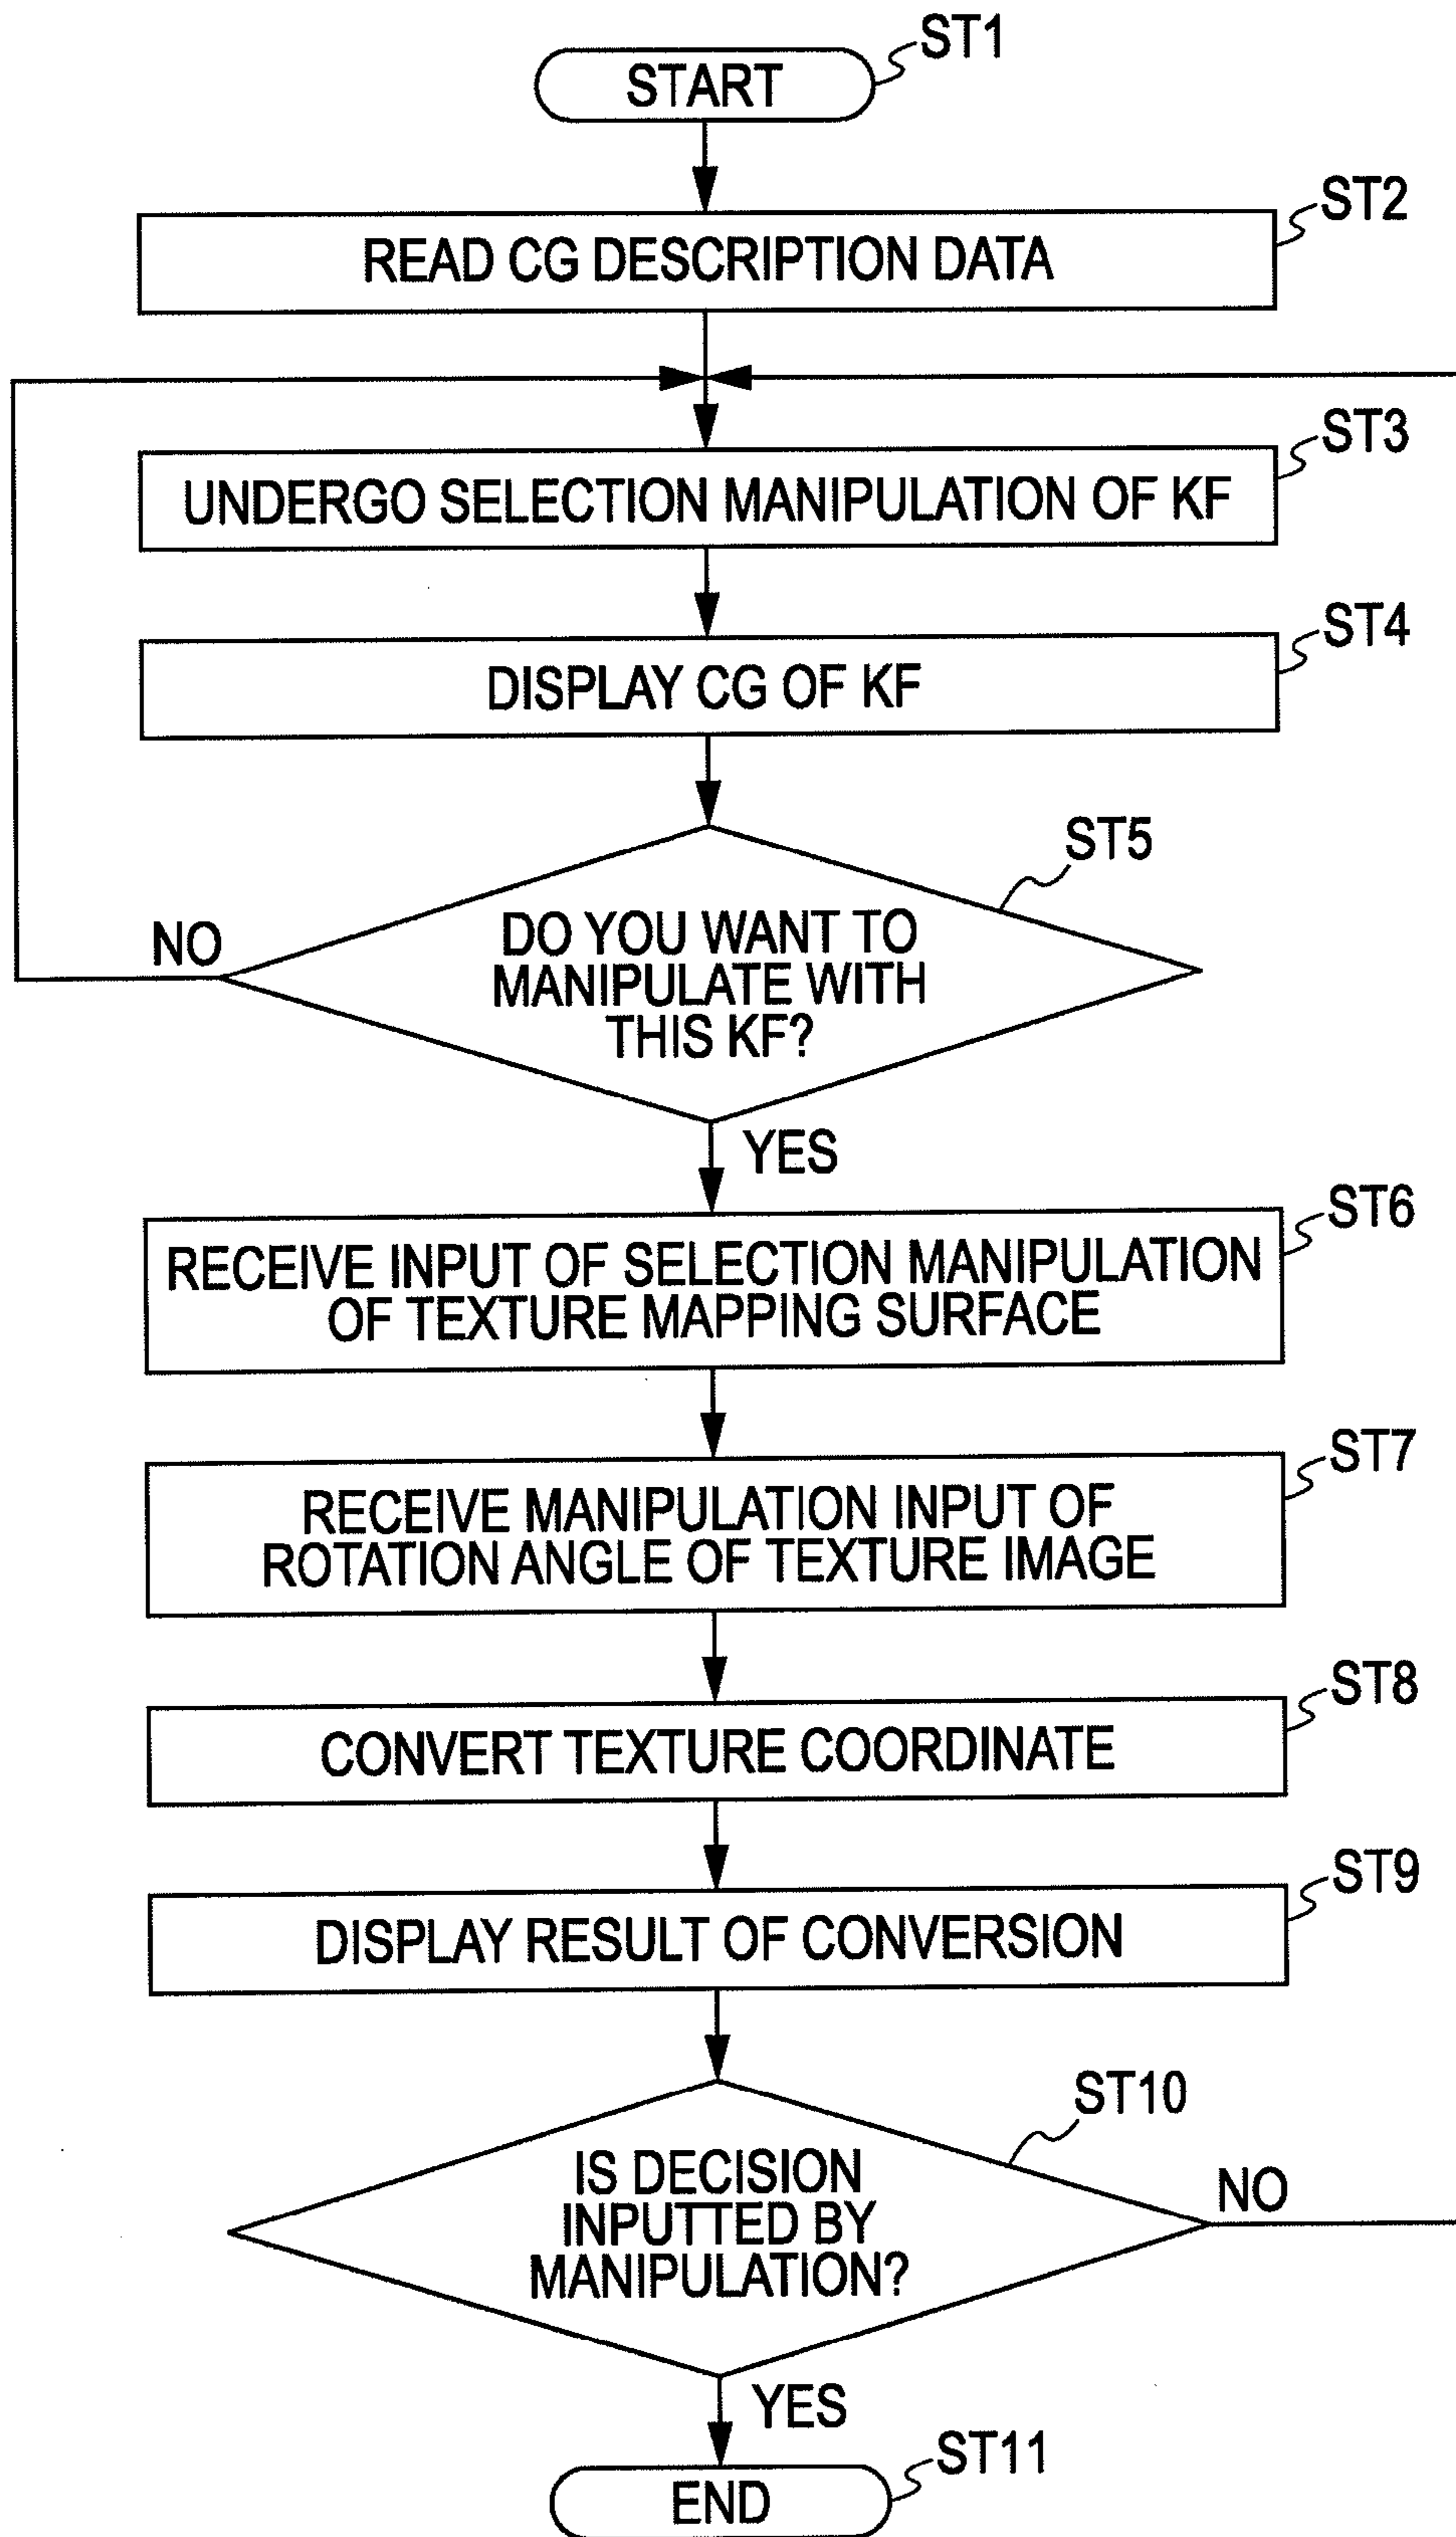 START
ST1
ST2
READ CG DESCRIPTION DATA
ST3
UNDERGO SELECTION MANIPULATION OF KF
ST4
DISPLAY CG OF KF
ST5
DO YOU WANT TO
MANIPULATE WITH
THIS KF?
NO
YES
ST6
RECEIVE INPUT OF SELECTION MANIPULATION
OF TEXTURE MAPPING SURFACE
ST7
RECEIVE MANIPULATION INPUT OF
ROTATION ANGLE OF TEXTURE IMAGE
ST8
CONVERT TEXTURE COORDINATE
ST9
DISPLAY RESULT OF CONVERSION
ST10
IS DECISION
INPUTTED BY
MANIPULATION?
NO
YES
ST11
END